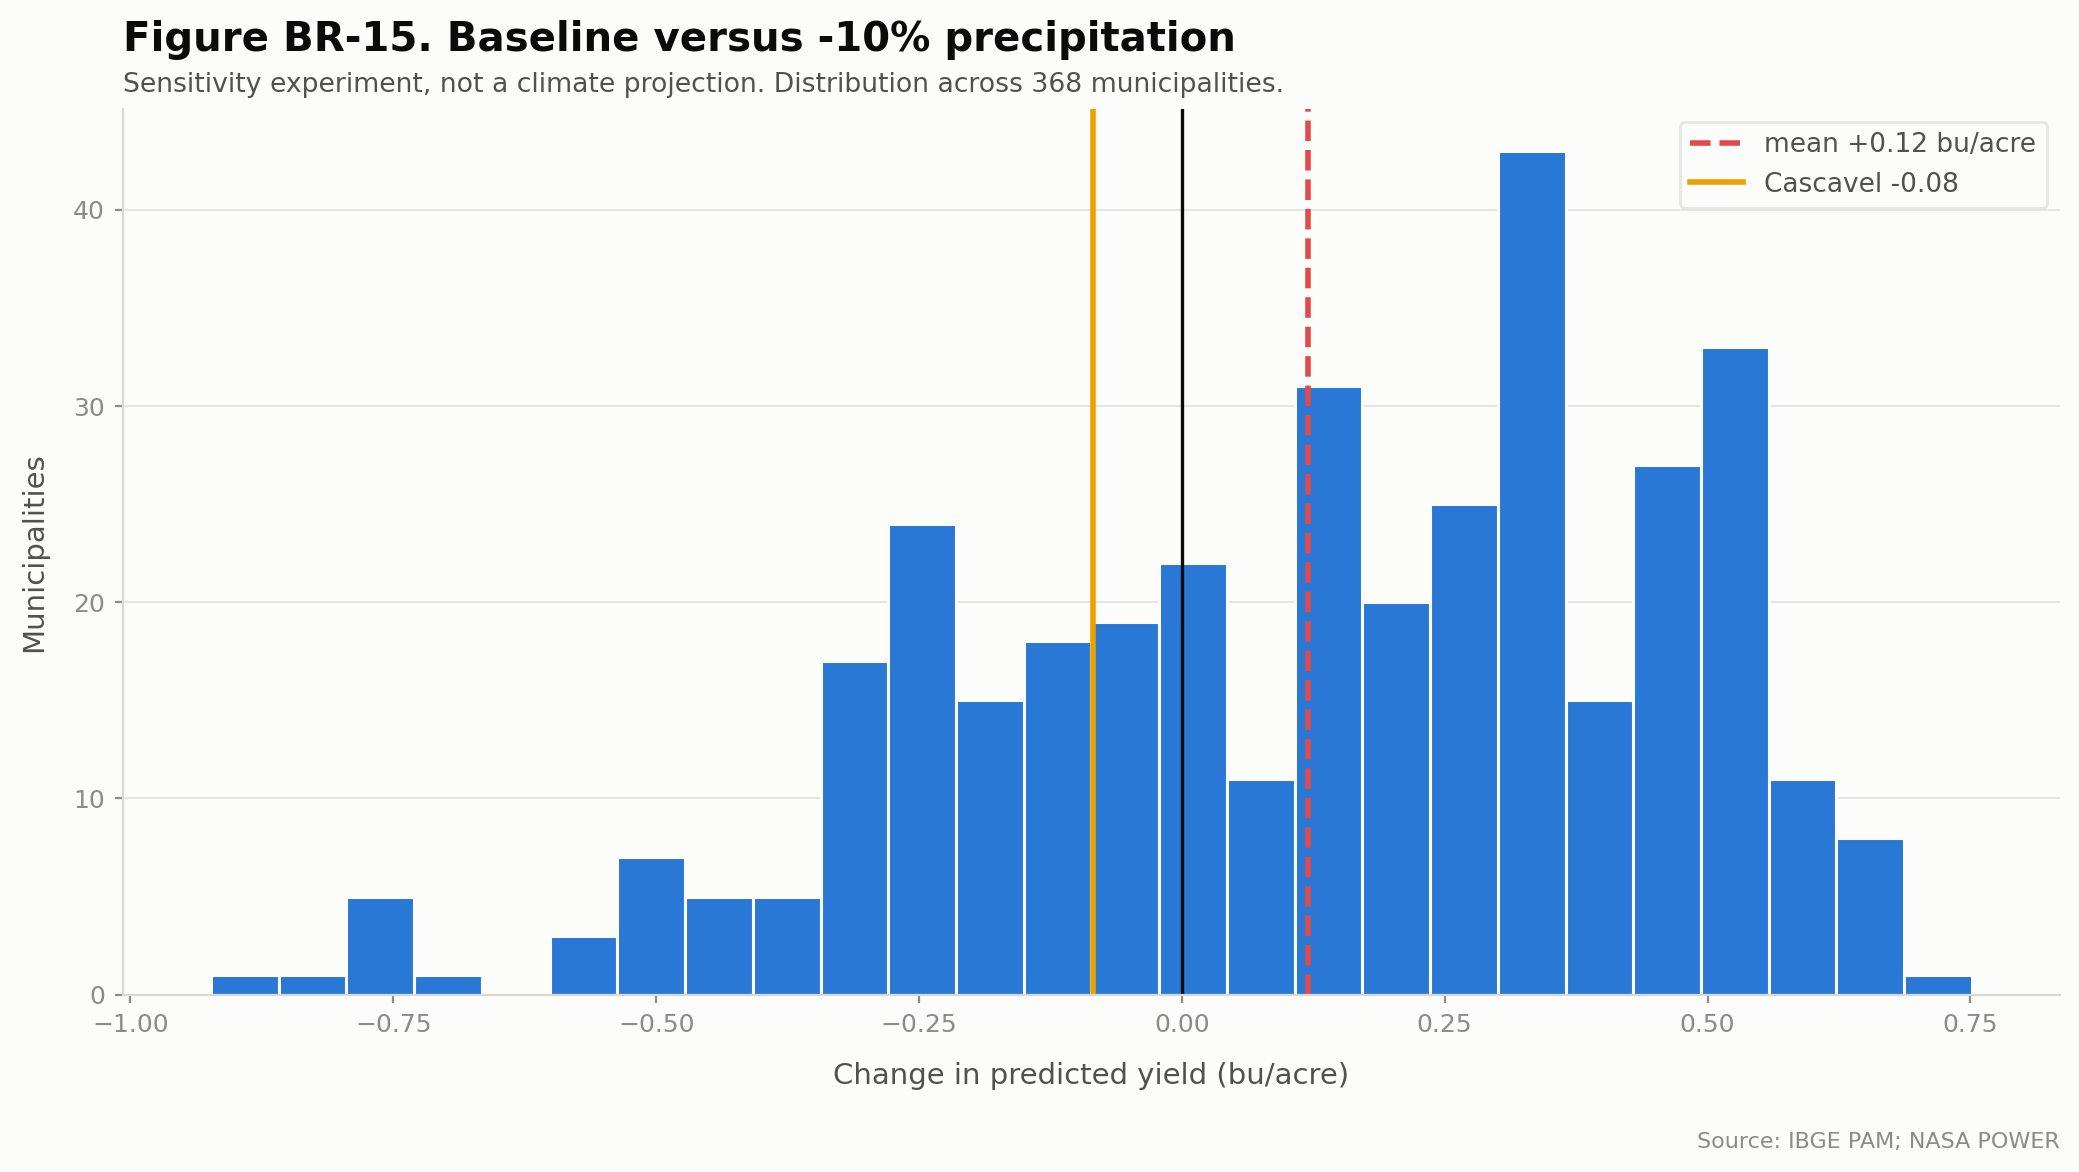 Figure BR-15. Baseline versus -10% precipitation
Sensitivity experiment, not a climate projection. Distribution across 368 municipalities.
mean +0.12 bu/acre
Cascavel -0.08
Municipalities
40
30
20
10
0
−1.00
−0.75
−0.50
−0.25
0.00
0.25
0.50
0.75
Change in predicted yield (bu/acre)
Source: IBGE PAM; NASA POWER